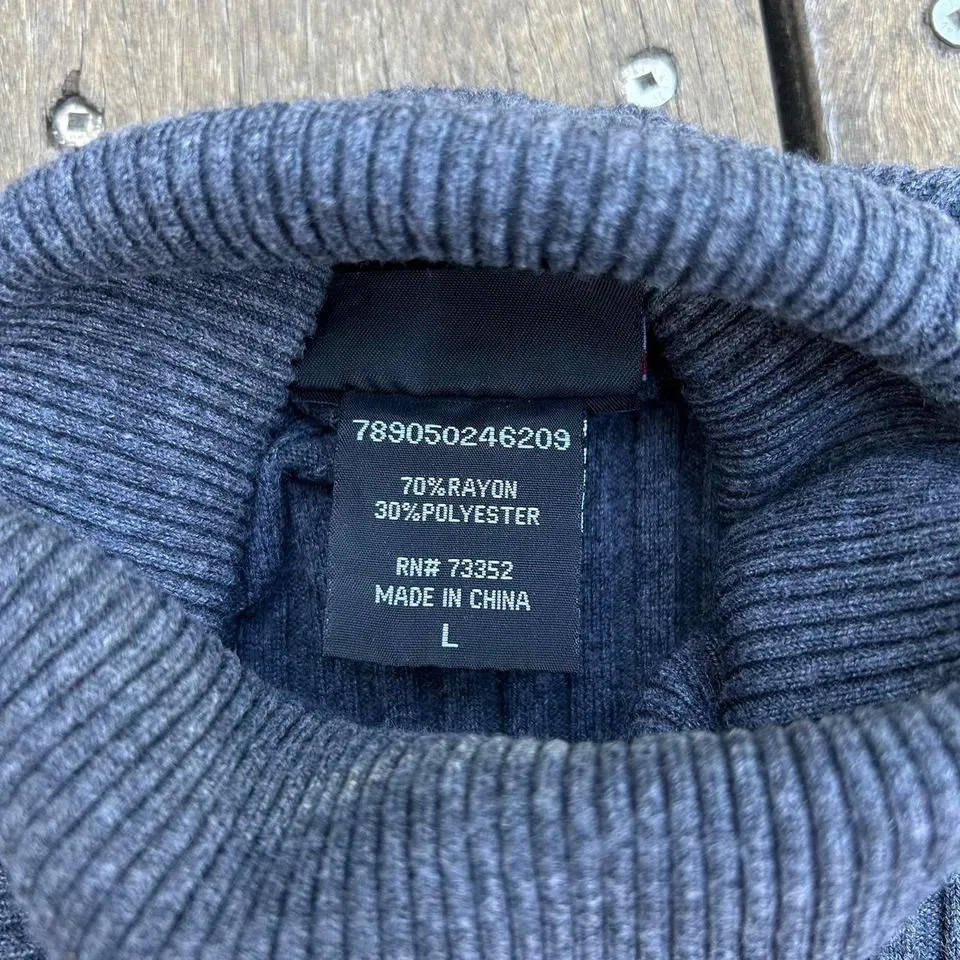 789050246209
70%RAYON
30%POLYESTER
RN# 73352
MADE IN CHINA
L